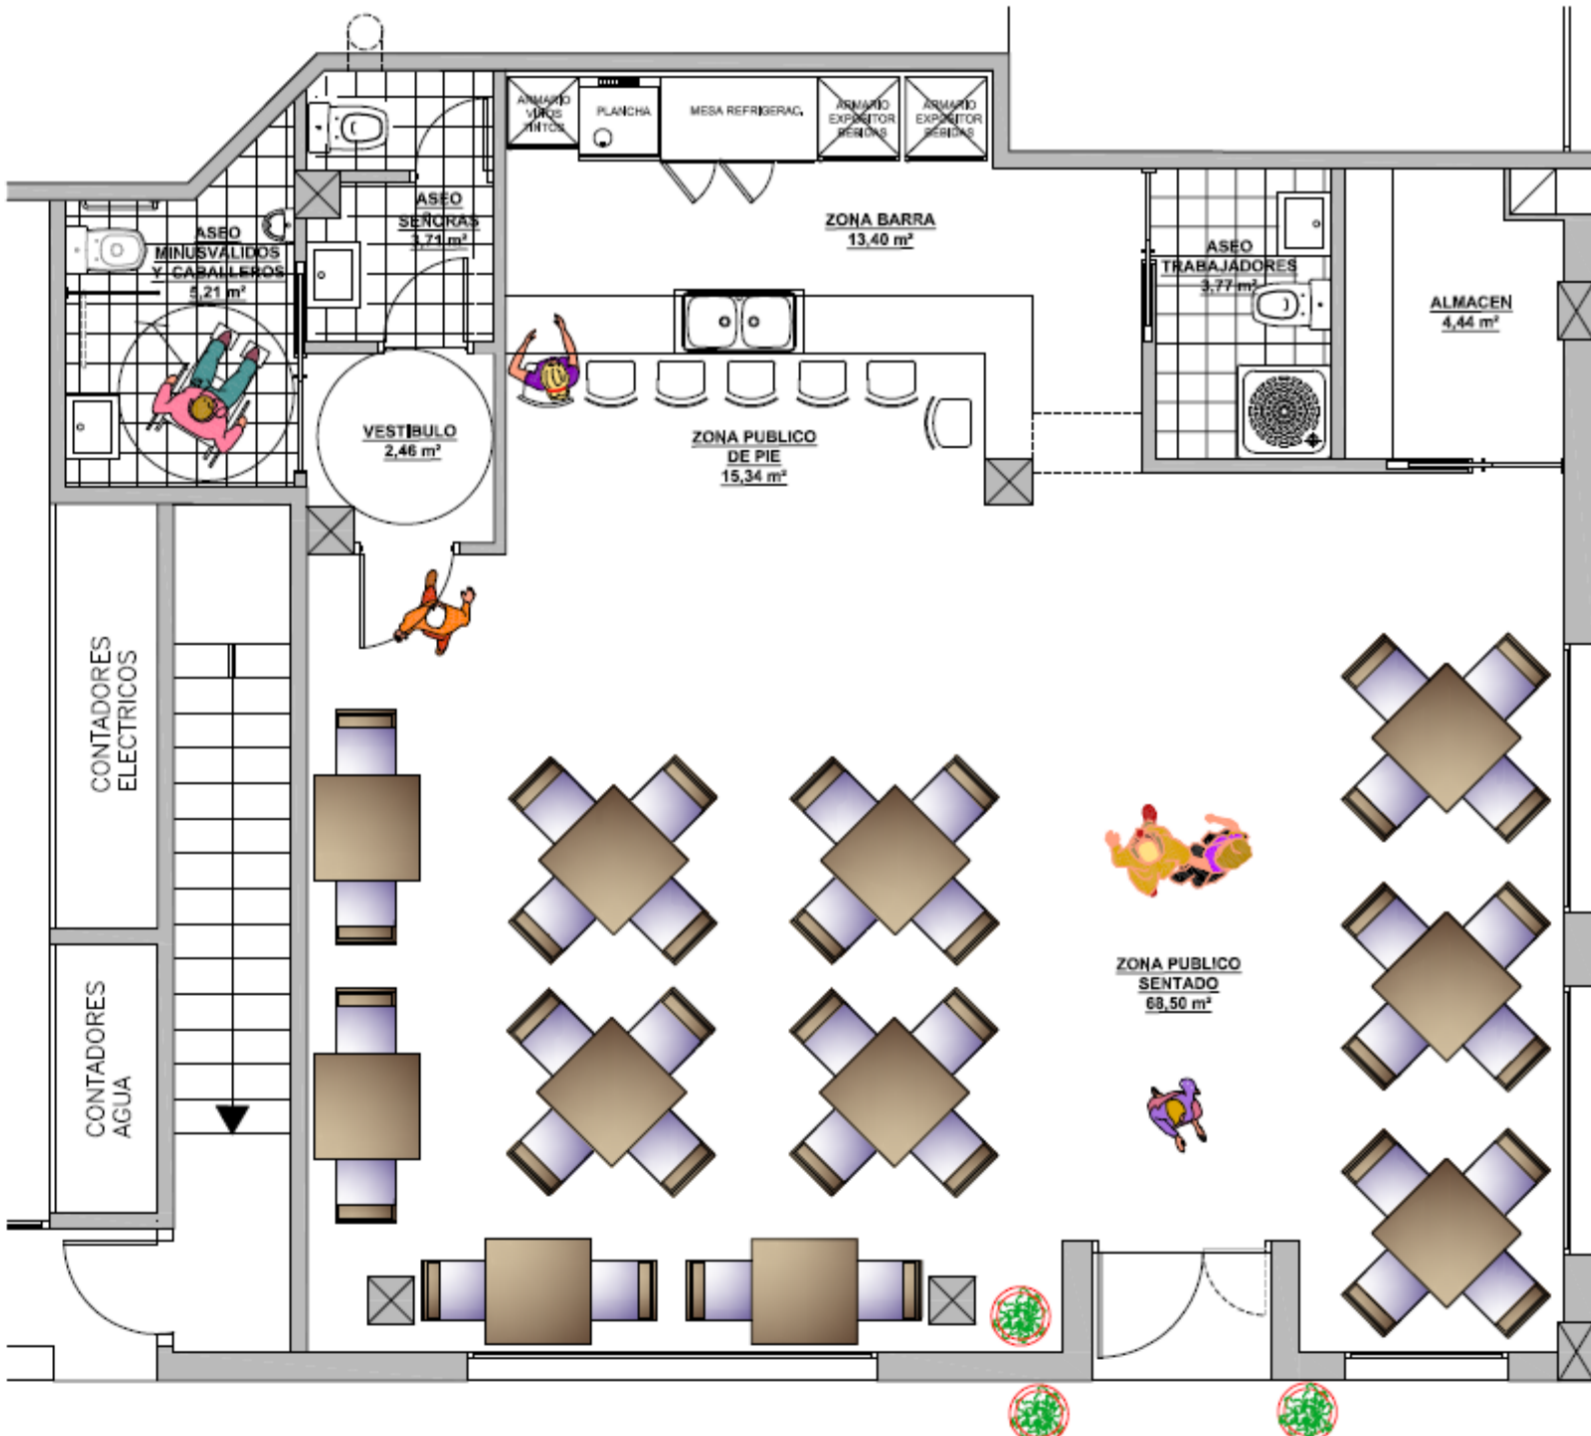 ARMARIO
VINOS
TINTOS
PLANCHA
MESA REFRIGERAC.
ARMARIO
EXPOSITOR
BEBIDAS
ARMARIO
EXPOSITOR
BEBIDAS
ASEO
SEÑORAS
3,71 m²
ASEO
MINUSVALIDOS
Y CABALLEROS
5,21 m²
ZONA BARRA
13,40 m²
ASEO
TRABAJADORES
3,77 m²
ALMACEN
4,44 m²
VESTIBULO
2,46 m²
ZONA PUBLICO
DE PIE
15,34 m²
CONTADORES
ELECTRICOS
ZONA PUBLICO
SENTADO
68,50 m²
CONTADORES
AGUA